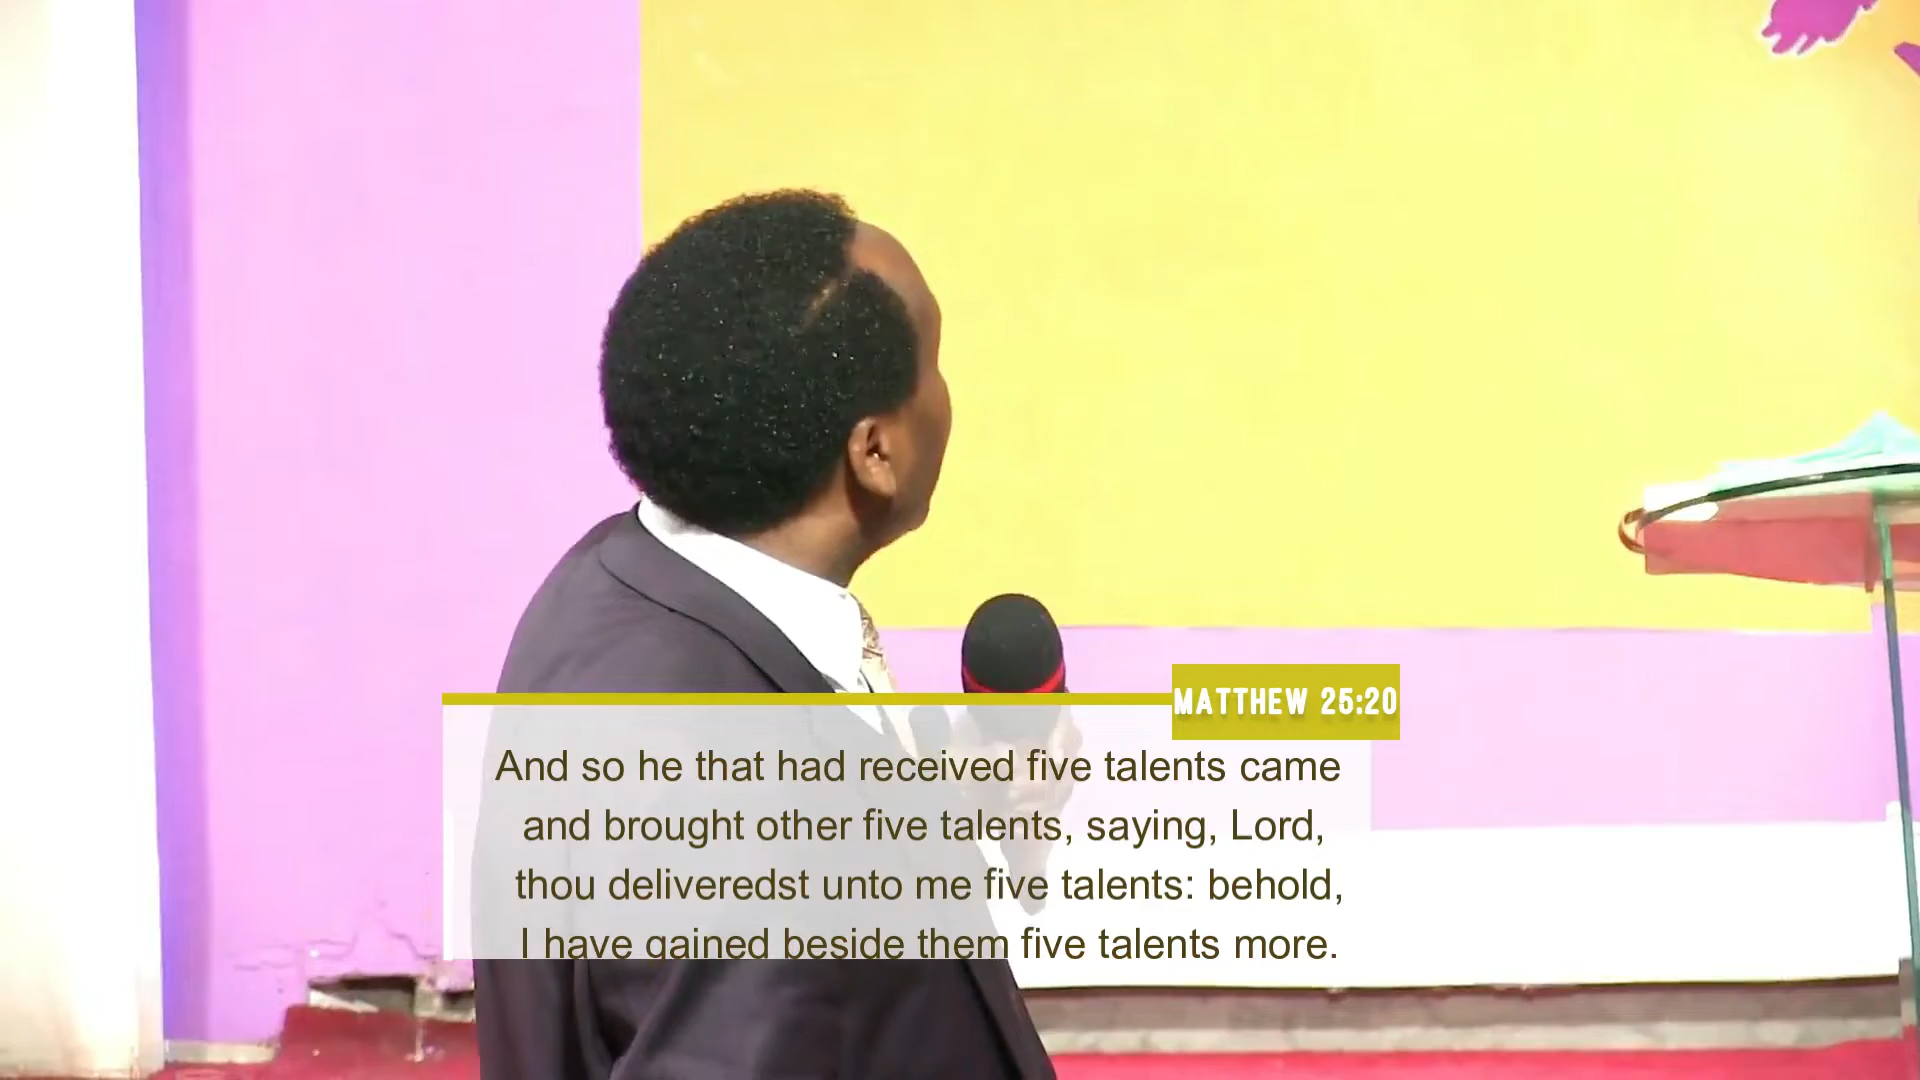 MATTHEW 25:20
And so he that had received five talents came
and brought other five talents, saying, Lord,
thou deliveredst unto me five talents: behold,
I have gained beside them five talents more.